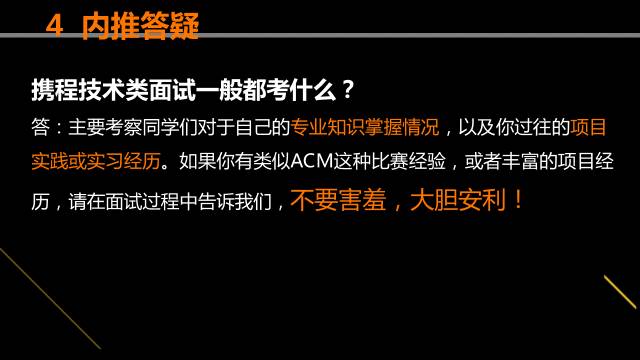 4 内推答疑
携程技术类面试一般都考什么？
答：主要考察同学们对于自己的专业知识掌握情况，以及你过往的项目
实践或实习经历。如果你有类似ACM这种比赛经验，或者丰富的项目经
历，请在面试过程中告诉我们，不要害羞，大胆安利！